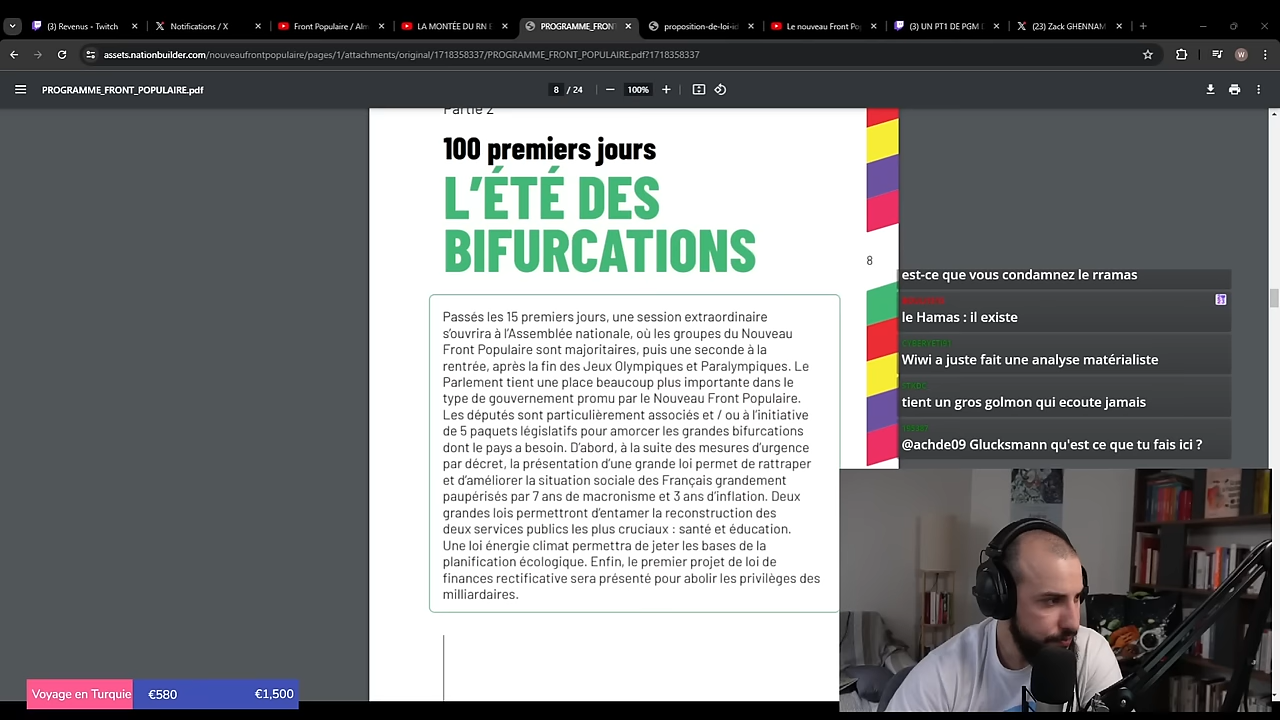 (3) Revenus - Twitch
Notifications / X
Front Populaire / Alm
LA MONTÉE DU RN E
PROGRAMME_FRONT
proposition-de-loi-id
Le nouveau Front Po
(3) UN PT1 DE PGM
(23) Zack GHENNAM
assets.nationbuilder.com/nouveaufrontpopulaire/pages/1/attachments/original/1718358337/PROGRAMME_FRONT_POPULAIRE.pdf?1718358337
W
PROGRAMME_FRONT_POPULAIRE.pdf
8 / 24
100%
Partie 2
100 premiers jours
L'ÉTÉ DES
BIFURCATIONS
8
Passés les 15 premiers jours, une session extraordinaire
s'ouvrira à l'Assemblée nationale, où les groupes du Nouveau
Front Populaire sont majoritaires, puis une seconde à la
rentrée, après la fin des Jeux Olympiques et Paralympiques. Le
Parlement tient une place beaucoup plus importante dans le
type de gouvernement promu par le Nouveau Front Populaire.
Les députés sont particulièrement associés et / ou à l'initiative
de 5 paquets législatifs pour amorcer les grandes bifurcations
dont le pays a besoin. D'abord, à la suite des mesures d'urgence
par décret, la présentation d'une grande loi permet de rattraper
et d'améliorer la situation sociale des Français grandement
paupérisés par 7 ans de macronisme et 3 ans d'inflation. Deux
grandes lois permettront d'entamer la reconstruction des
deux services publics les plus cruciaux : santé et éducation.
Une loi énergie climat permettra de jeter les bases de la
planification écologique. Enfin, le premier projet de loi de
finances rectificative sera présenté pour abolir les privilèges des
milliardaires.
est-ce que vous condamnez le rramas
le Hamas : il existe
Wiwi a juste fait une analyse matérialiste
tient un gros golmon qui ecoute jamais
@achde09 Glucksmann qu'est ce que tu fais ici ?
Voyage en Turquie
€580
€1,500